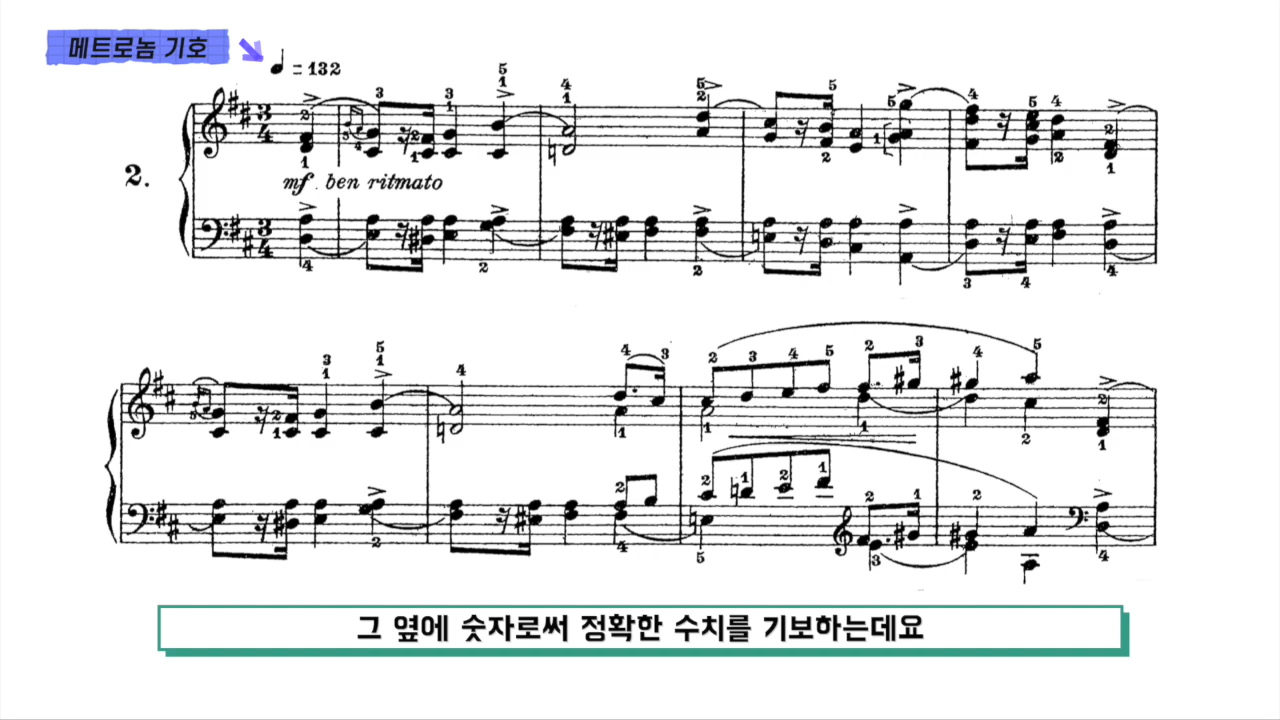 메트로놈 기호
= 132
2.
mf ben ritmato
그 옆에 숫자로써 정확한 수치를 기보하는데요